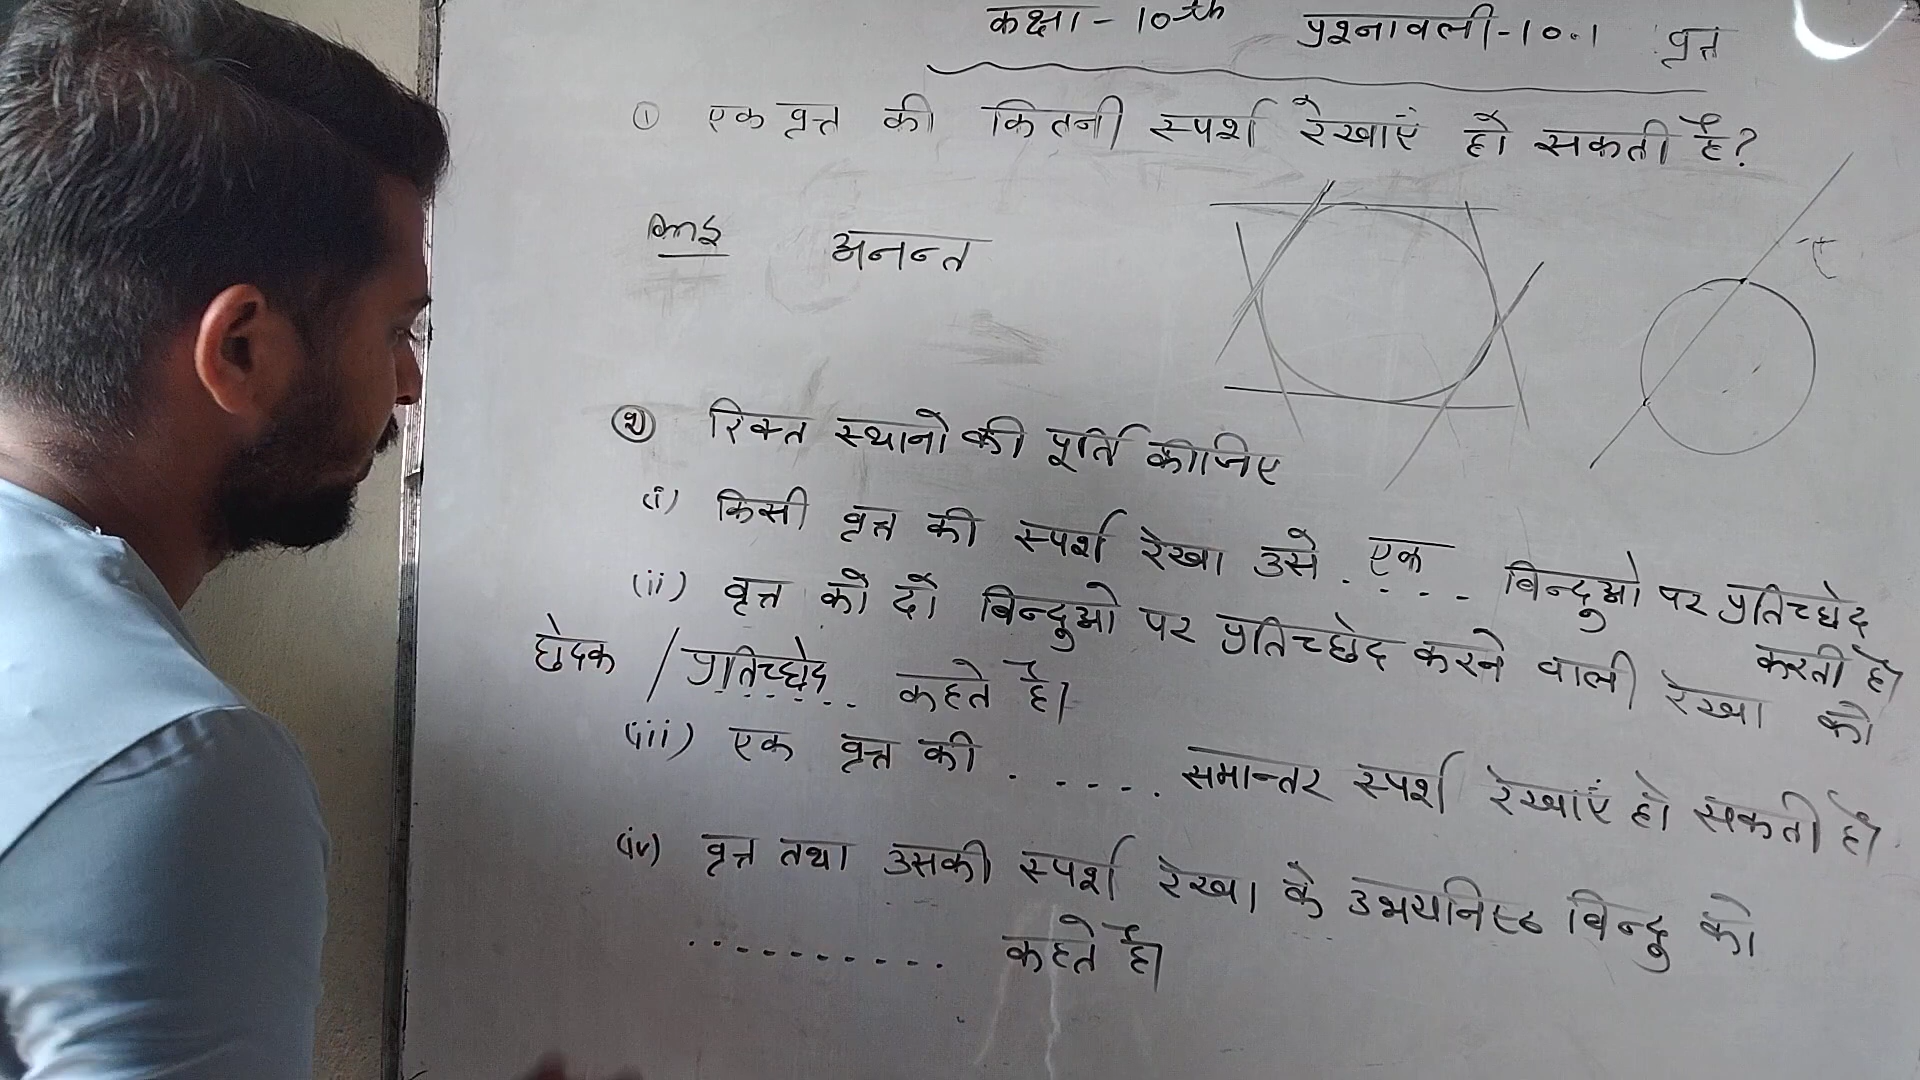 कक्षा - 10th प्रश्नावली - 10.1 वृत्त
① एक वृत्त की कितनी स्पर्श रेखाएं हो सकती है?
अनन्त
② रिक्त स्थानो की पूर्ति कीजिए
(i) किसी वृत्त की स्पर्श रेखा उसे . एक . . . . बिन्दुओ पर प्रतिच्छेद
करती है।
(ii) वृत्त को दो बिन्दुओ पर प्रतिच्छेद करने वाली रेखा को
छेदक / प्रतिच्छेद . . कहते है।
(iii) एक वृत्त की . . . . . . समान्तर स्पर्श रेखाएं हो सकती है।
(iv) वृत्त तथा उसकी स्पर्श रेखा के उभयनिष्ठ बिन्दु को
. . . . . . . . . . कहते है।